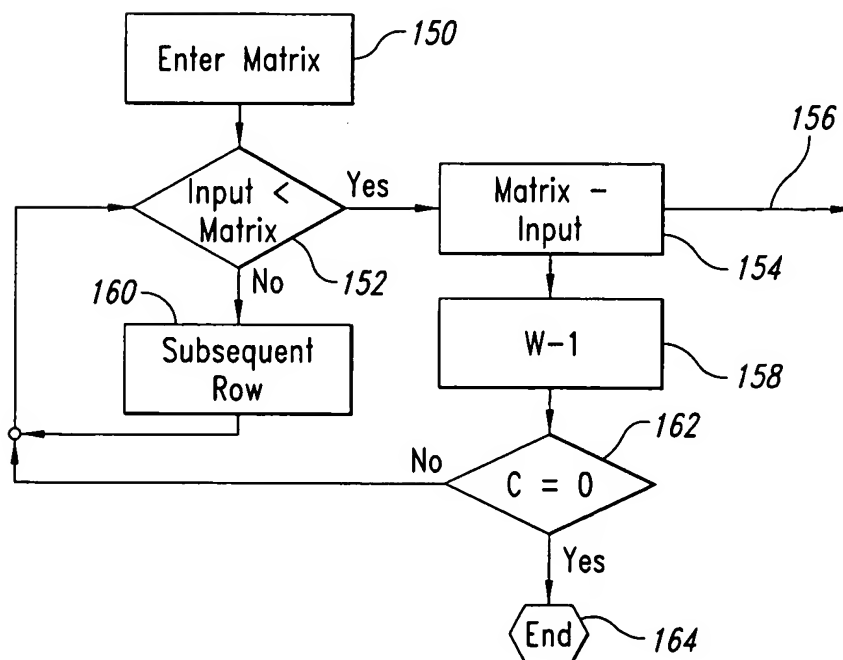 150
Enter Matrix
156
Input <
Matrix
Yes
Matrix -
Input
152
No
154
160
Subsequent
Row
W-1
158
162
No
C = 0
Yes
End
164